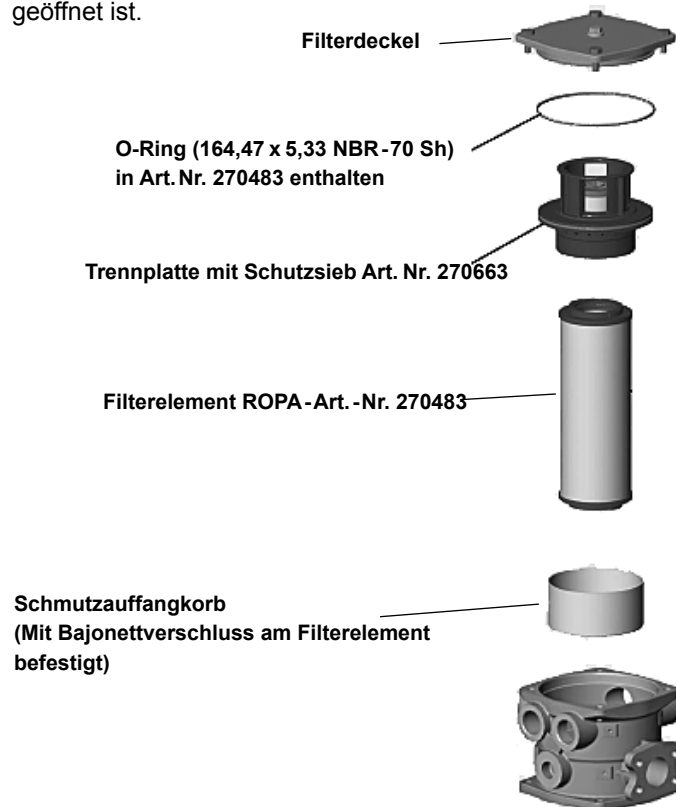 geöffnet ist.
Filterdeckel
O-Ring (164,47 x 5,33 NBR-70 Sh)
in Art. Nr. 270483 enthalten
Trennplatte mit Schutzsieb Art. Nr. 270663
Filterelement ROPA-Art.-Nr. 270483
Schmutzauffangkorb
(Mit Bajonettverschluss am Filterelement
befestigt)